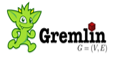 Gremlin
G = (V, E)